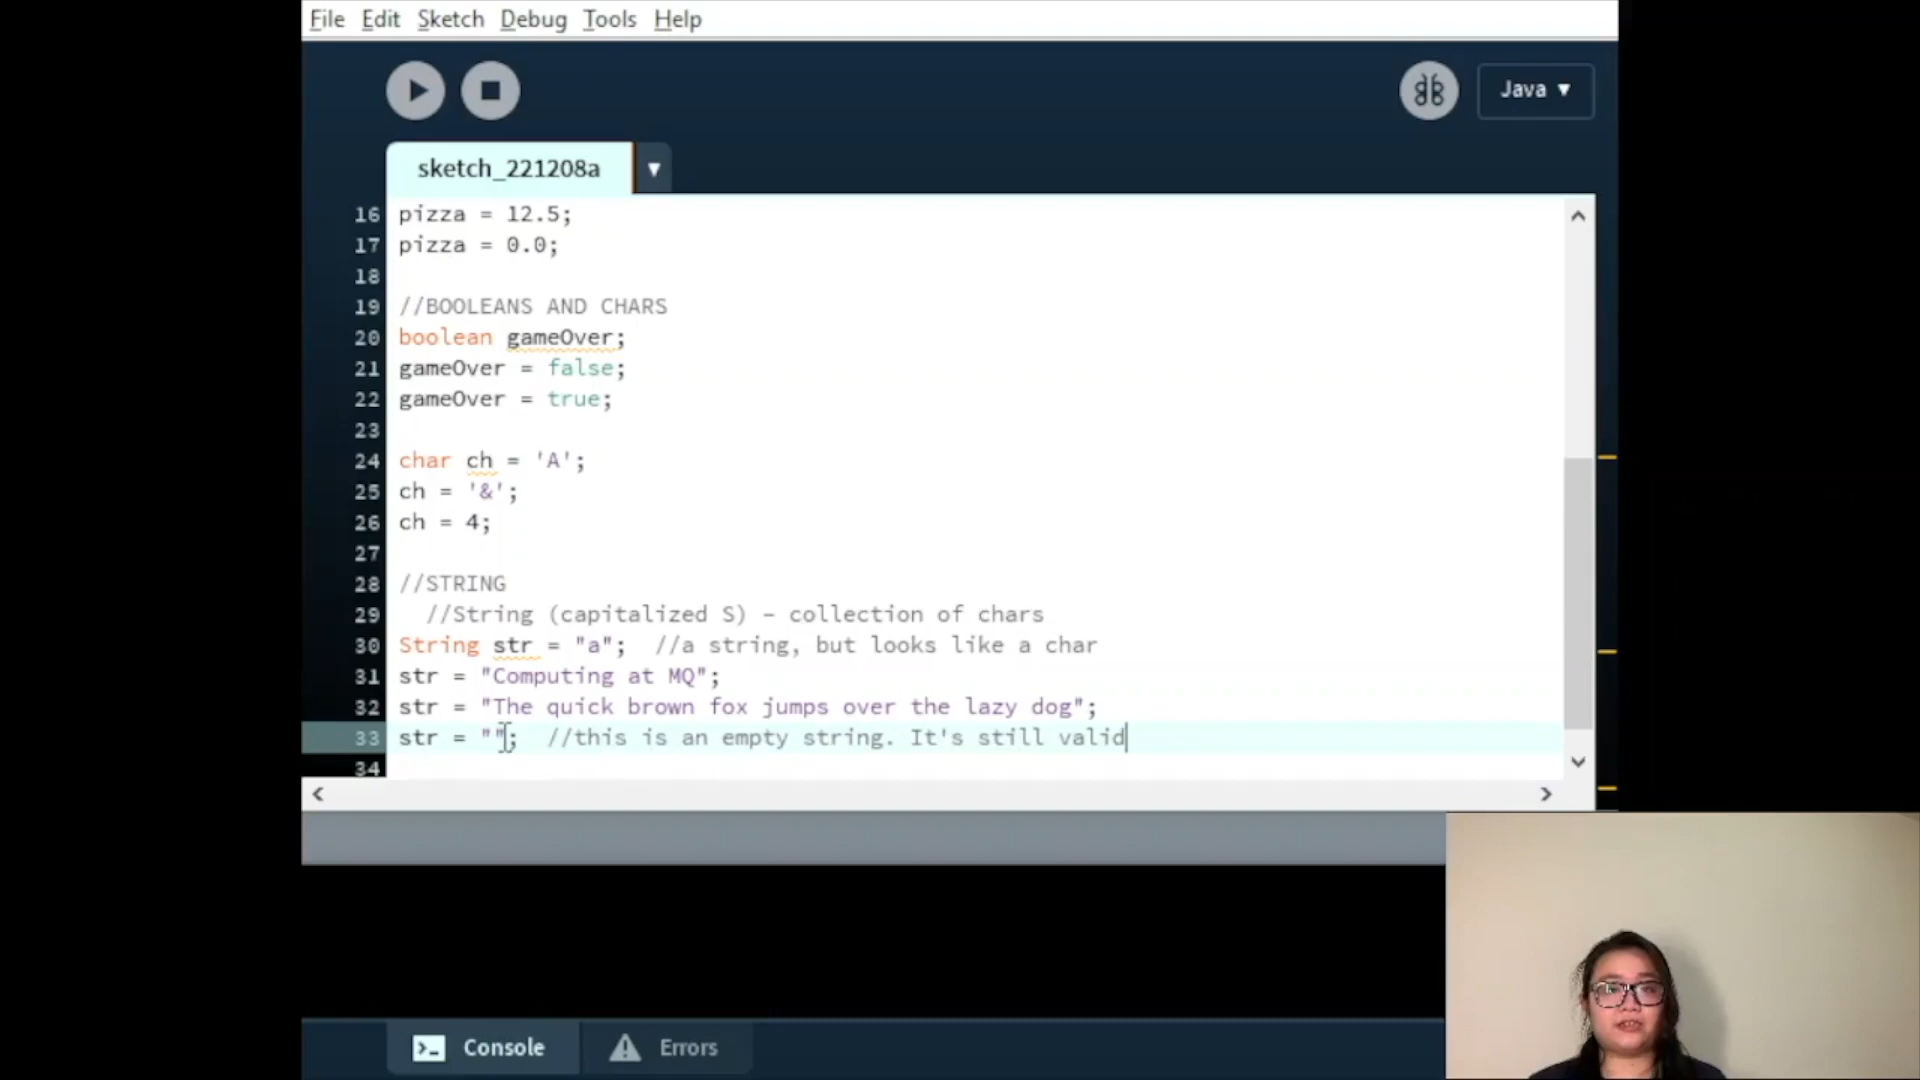 File Edit Sketch Debug Tools Help
Java ▼
sketch_221208a ▼
16 pizza = 12.5;
17 pizza = 0.0;
18
19 //BOOLEANS AND CHARS
20 boolean gameOver;
21 gameOver = false;
22 gameOver = true;
23
24 char ch = 'A';
25 ch = '&';
26 ch = 4;
27
28 //STRING
29 //String (capitalized S) - collection of chars
30 String str = "a"; //a string, but looks like a char
31 str = "Computing at MQ";
32 str = "The quick brown fox jumps over the lazy dog";
33 str = ""; //this is an empty string. It's still valid
34
Console Errors